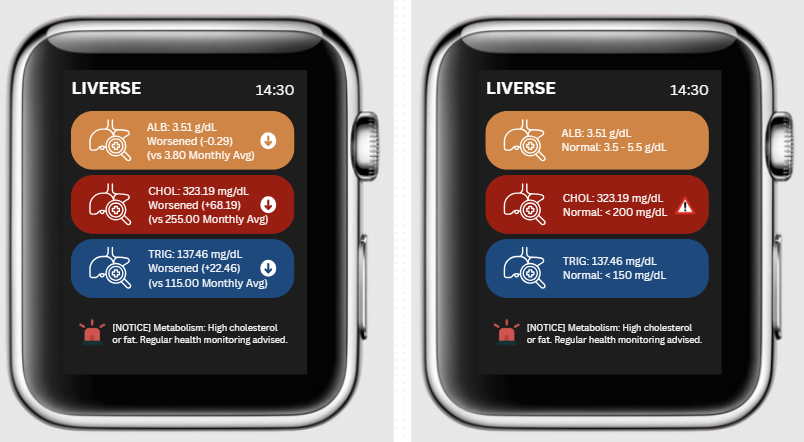 LIVERSE
14:30
ALB: 3.51 g/dL
Worsened (-0.29)
(vs 3.80 Monthly Avg)
CHOL: 323.19 mg/dL
Worsened (+68.19)
(vs 255.00 Monthly Avg)
TRIG: 137.46 mg/dL
Worsened (+22.46)
(vs 115.00 Monthly Avg)
[NOTICE] Metabolism: High cholesterol
or fat. Regular health monitoring advised.
LIVERSE
14:30
ALB: 3.51 g/dL
Normal: 3.5 - 5.5 g/dL
CHOL: 323.19 mg/dL
Normal: < 200 mg/dL
TRIG: 137.46 mg/dL
Normal: < 150 mg/dL
[NOTICE] Metabolism: High cholesterol
or fat. Regular health monitoring advised.